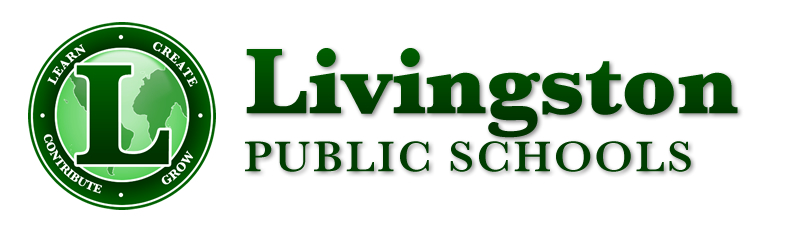 LEARN
CREATE
CONTRIBUTE
GROW
L
Livingston
PUBLIC SCHOOLS